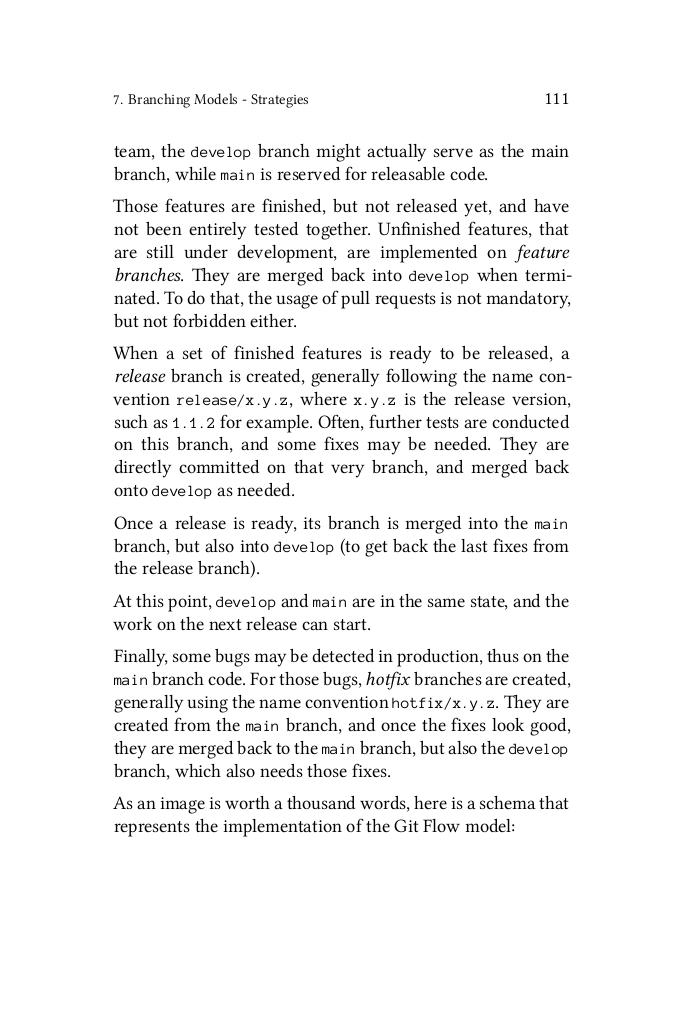 7. Branching Models - Strategies 111
team, the develop branch might actually serve as the main
branch, while main is reserved for releasable code.
Those features are finished, but not released yet, and have
not been entirely tested together. Unfinished features, that
are still under development, are implemented on feature
branches. They are merged back into develop when termi-
nated. To do that, the usage of pull requests is not mandatory,
but not forbidden either.
When a set of finished features is ready to be released, a
release branch is created, generally following the name con-
vention release/x.y.z, where x.y.z is the release version,
such as 1.1.2 for example. Often, further tests are conducted
on this branch, and some fixes may be needed. They are
directly committed on that very branch, and merged back
onto develop as needed.
Once a release is ready, its branch is merged into the main
branch, but also into develop (to get back the last fixes from
the release branch).
At this point, develop and main are in the same state, and the
work on the next release can start.
Finally, some bugs may be detected in production, thus on the
main branch code. For those bugs, hotfix branches are created,
generally using the name convention hotfix/x.y.z. They are
created from the main branch, and once the fixes look good,
they are merged back to the main branch, but also the develop
branch, which also needs those fixes.
As an image is worth a thousand words, here is a schema that
represents the implementation of the Git Flow model: